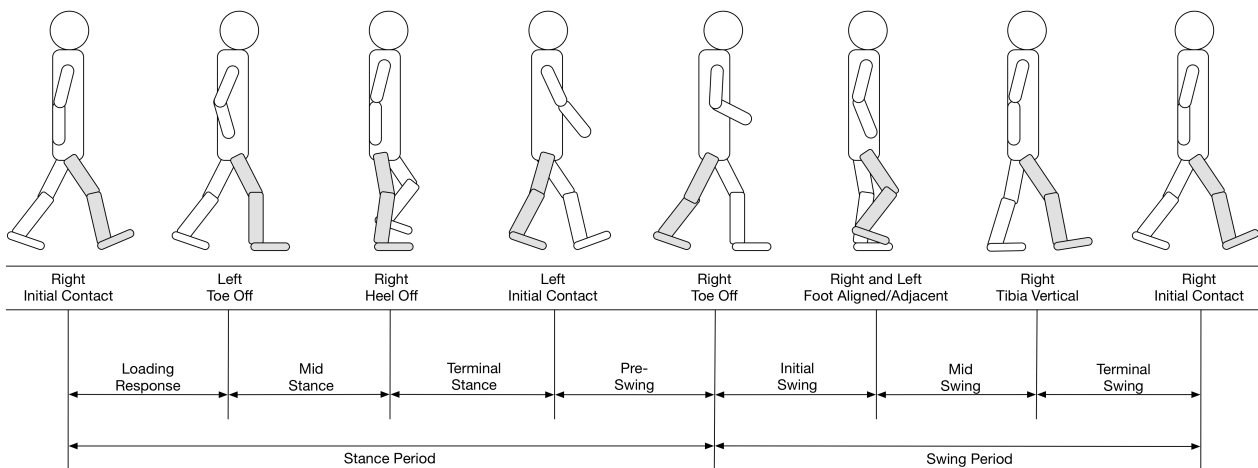 Right
Initial Contact
Left
Toe Off
Right
Heel Off
Left
Initial Contact
Right
Toe Off
Right and Left
Foot Aligned/Adjacent
Right
Tibia Vertical
Right
Initial Contact
Loading
Response
Mid
Stance
Terminal
Stance
Pre-
Swing
Initial
Swing
Mid
Swing
Terminal
Swing
Stance Period
Swing Period